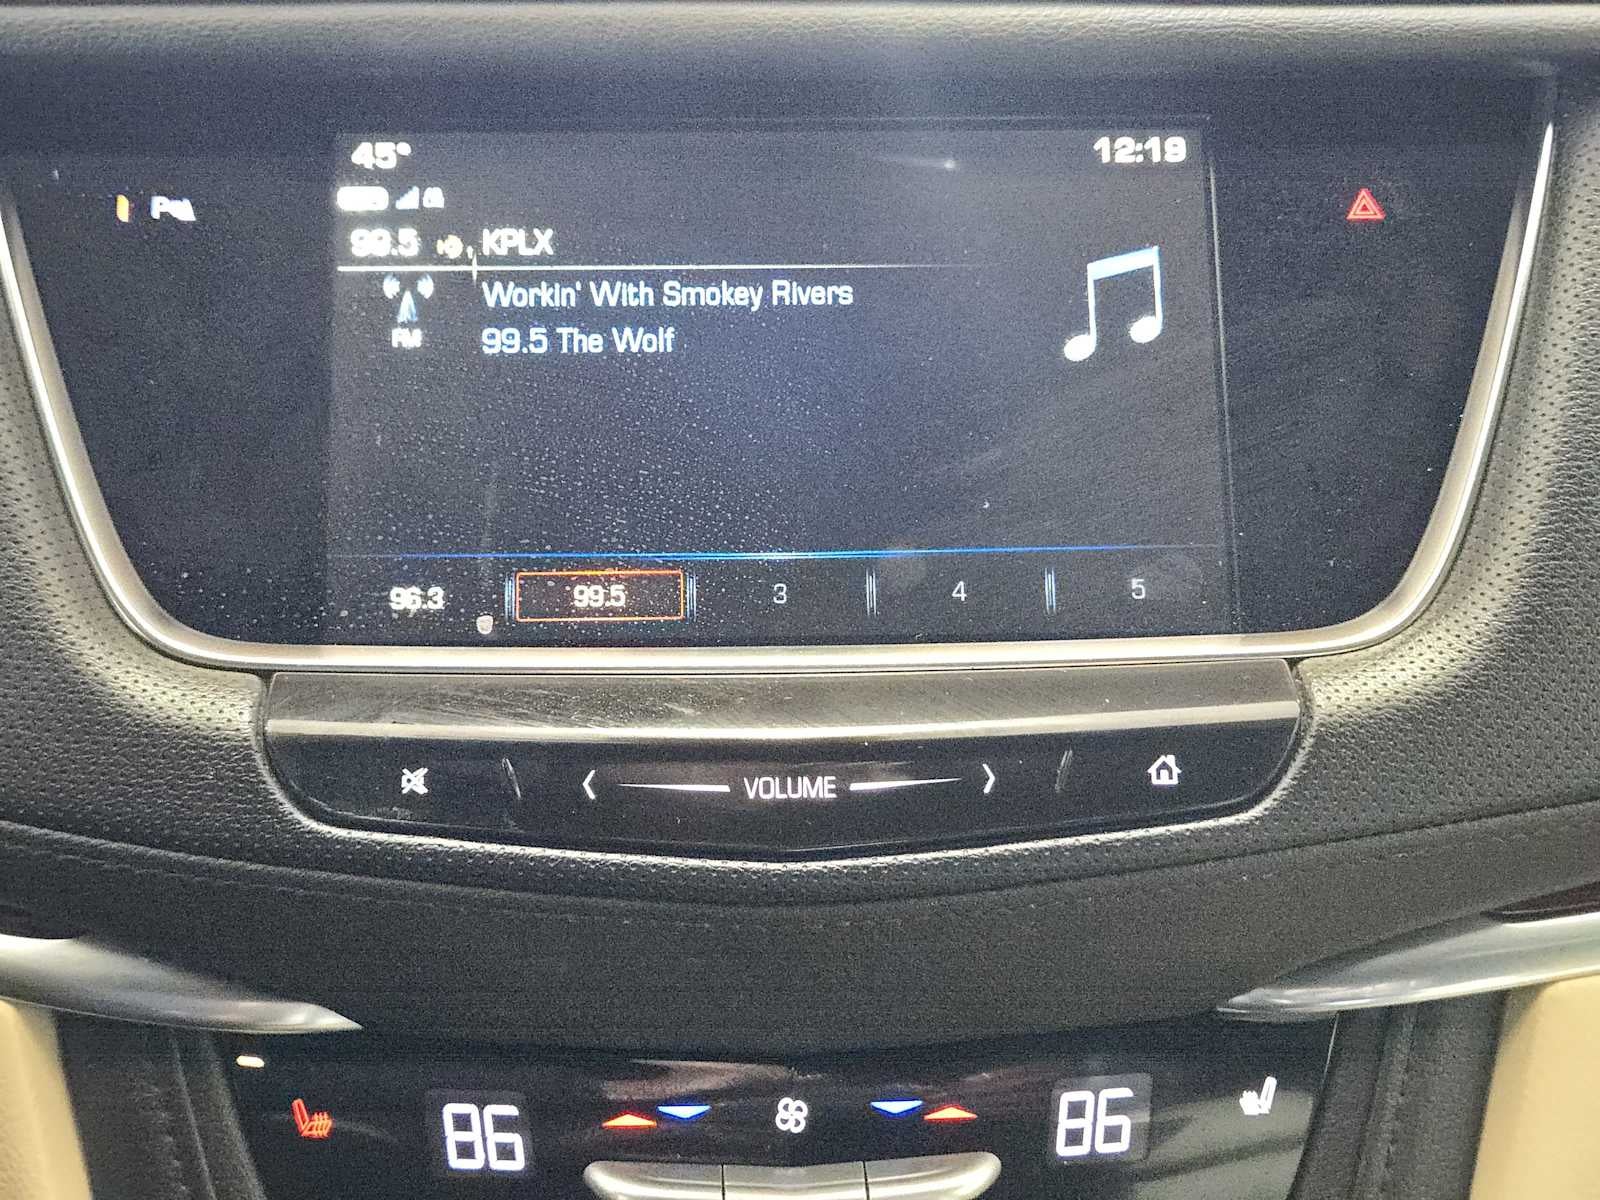 45° 12:19
99.5 KPLX
Workin' With Smokey Rivers
FM 99.5 The Wolf
96.3 99.5 3 4 5
VOLUME
86 86